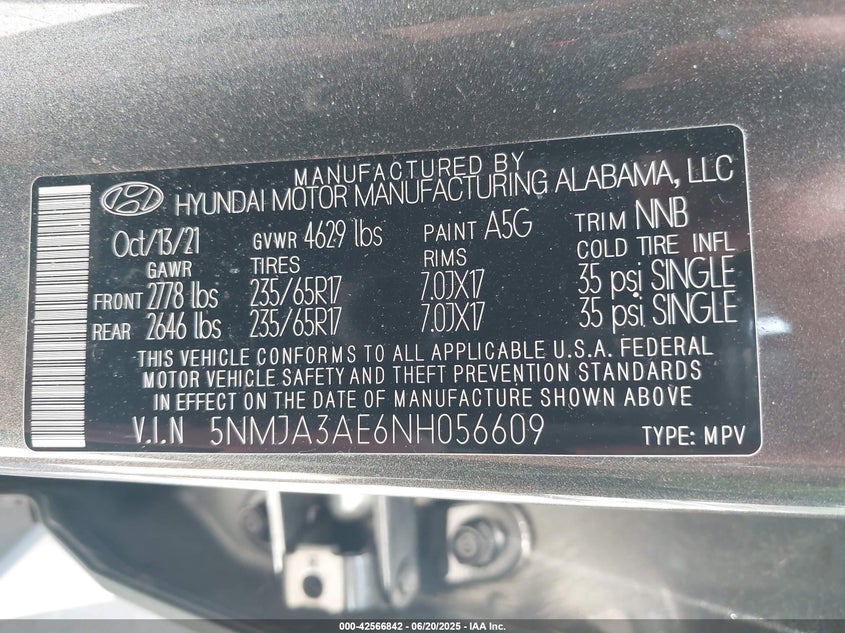 MANUFACTURED BY
HYUNDAI MOTOR MANUFACTURING ALABAMA, LLC
Oct/13/21 GVWR 4629 lbs PAINT A5G TRIM NNB
GAWR TIRES RIMS COLD TIRE INFL
FRONT 2778 lbs 235/65R17 7.0JX17 35 psi SINGLE
REAR 2646 lbs 235/65R17 7.0JX17 35 psi SINGLE
THIS VEHICLE CONFORMS TO ALL APPLICABLE U.S.A. FEDERAL
MOTOR VEHICLE SAFETY AND THEFT PREVENTION STANDARDS
IN EFFECT ON THE DATE OF MANUFACTURE SHOWN ABOVE.
V.I.N 5NMJA3AE6NH056609 TYPE: MPV
000-42566842 - 06/20/2025 - IAA Inc.